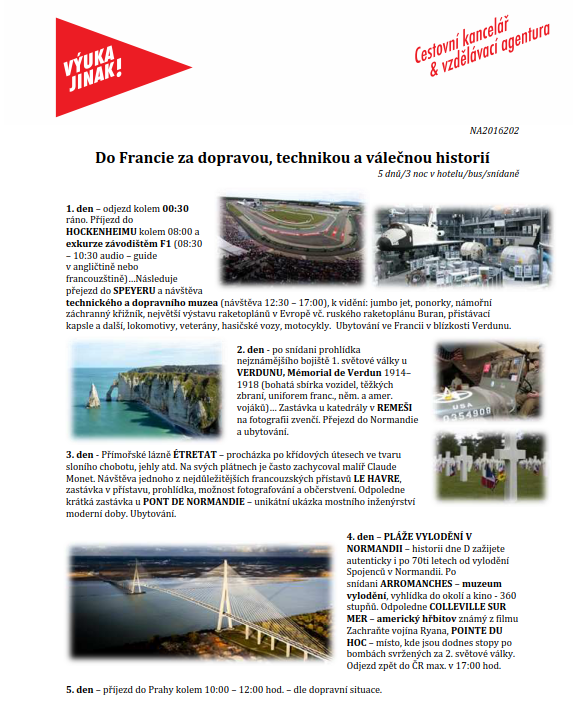 VÝUKA
JINAK!
Cestovní kancelář
& vzdělávací agentura
NA2016202
Do Francie za dopravou, technikou a válečnou historií
5 dnů/3 noc v hotelu/bus/snídaně
1. den – odjezd kolem 00:30
ráno. Příjezd do
HOCKENHEIMU kolem 08:00 a
exkurze závodištěm F1 (08:30
– 10:30 audio – guide
v angličtině nebo
francouzštině)…Následuje
přejezd do SPEYERU a návštěva
technického a dopravního muzea (návštěva 12:30 – 17:00), k vidění: jumbo jet, ponorky, námořní
záchranný křižník, největší výstavu raketoplánů v Evropě vč. ruského raketoplánu Buran, přistávací
kapsle a další, lokomotivy, veterány, hasičské vozy, motocykly. Ubytování ve Francii v blízkosti Verdunu.
2. den - po snídani prohlídka
nejznámějšího bojiště 1. světové války u
VERDUNU, Mémorial de Verdun 1914–
1918 (bohatá sbírka vozidel, těžkých
zbraní, uniforem franc., něm. a amer.
vojáků)… Zastávka u katedrály v REMEŠI
na fotografii zvenčí. Přejezd do Normandie
a ubytování.
USA
0354908
3. den - Přímořské lázně ÉTRETAT – procházka po křídových útesech ve tvaru
sloního chobotu, jehly atd. Na svých plátnech je často zachycoval malíř Claude
Monet. Návštěva jednoho z nejdůležitějších francouzských přístavů LE HAVRE,
zastávka v přístavu, prohlídka, možnost fotografování a občerstvení. Odpoledne
krátká zastávka u PONT DE NORMANDIE – unikátní ukázka mostního inženýrství
moderní doby. Ubytování.
4. den – PLÁŽE VYLODĚNÍ V
NORMANDII – historii dne D zažijete
autenticky i po 70ti letech od vylodění
Spojenců v Normandii. Po
snídani ARROMANCHES – muzeum
vylodění, vyhlídka do okolí a kino - 360
stupňů. Odpoledne COLLEVILLE SUR
MER – americký hřbitov známý z filmu
Zachraňte vojína Ryana, POINTE DU
HOC – místo, kde jsou dodnes stopy po
bombách svržených za 2. světové války.
Odjezd zpět do ČR max. v 17:00 hod.
5. den – příjezd do Prahy kolem 10:00 – 12:00 hod. – dle dopravní situace.